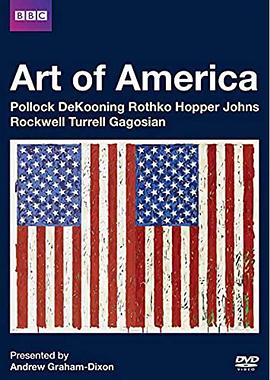 BBC
Art of America
Pollock DeKooning Rothko Hopper Johns
Rockwell Turrell Gagosian
Presented by
Andrew Graham-Dixon
DVD
VIDEO